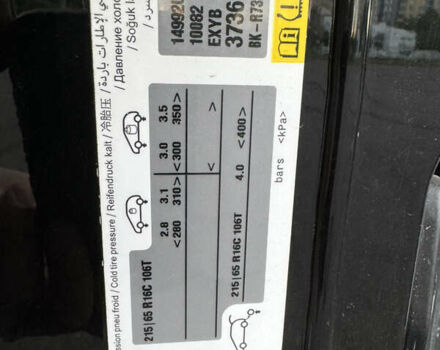 ssion pneu froid / Cold tire pressure / Reifendruck kalt / 冷胎压 / الإطارات باردة
/ Давление холо
/ Soğuk
14992
10082
EXYB
3736
BK-R73
215|65 R16C 106T
2.8 3.1 3.0 3.5
<280 310> <300 350>
< >
215|65 R16C 106T 4.0 <400>
bars <kPa>